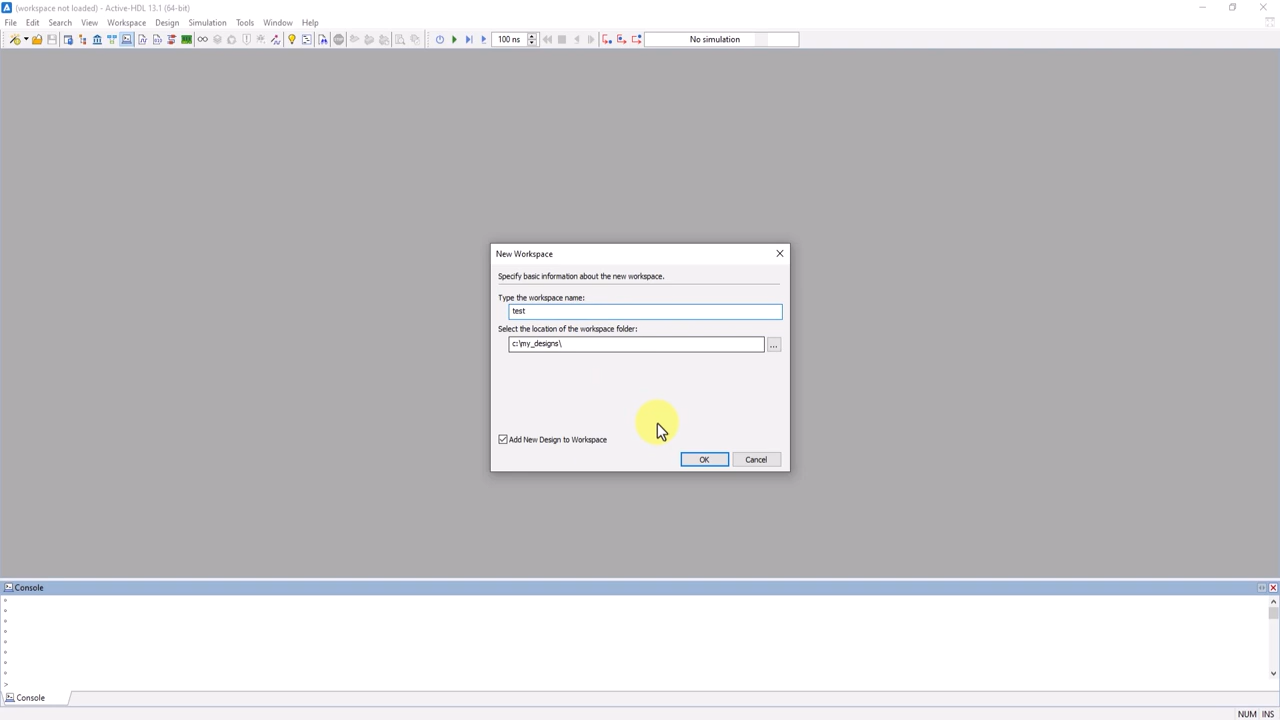 (workspace not loaded) - Active-HDL 13.1 (64-bit)
File Edit Search View Workspace Design Simulation Tools Window Help
100 ns No simulation
New Workspace
Specify basic information about the new workspace.
Type the workspace name:
test
Select the location of the workspace folder:
c:\my_designs\
...
Add New Design to Workspace
OK Cancel
Console
>
Console
NUM INS